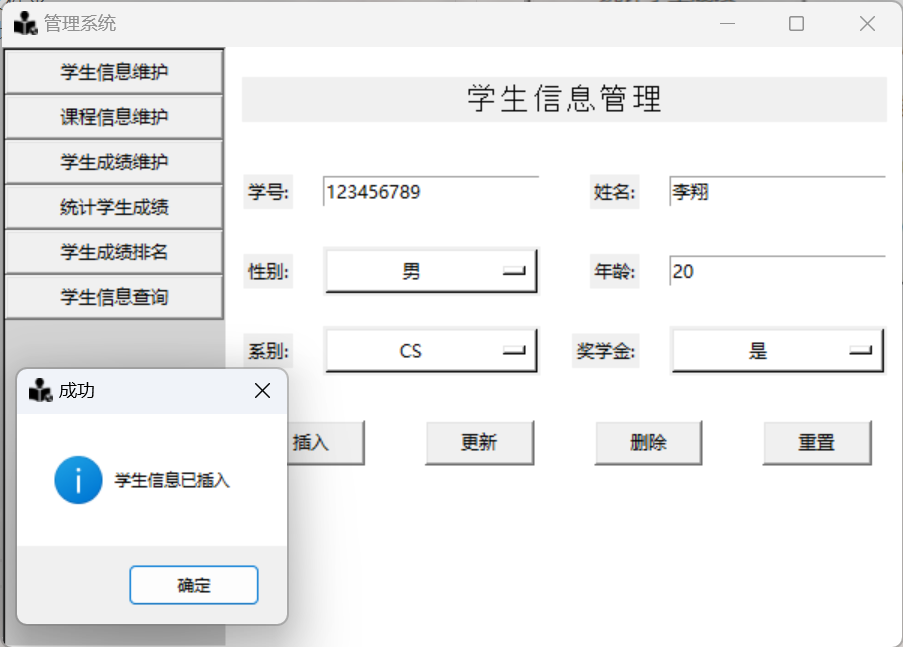 管理系统
学生信息维护
课程信息维护
学生成绩维护
统计学生成绩
学生成绩排名
学生信息查询
学生信息管理
学号: 123456789 姓名: 李翔
性别: 男 年龄: 20
系别: CS 奖学金: 是
插入 更新 删除 重置
成功
学生信息已插入
确定